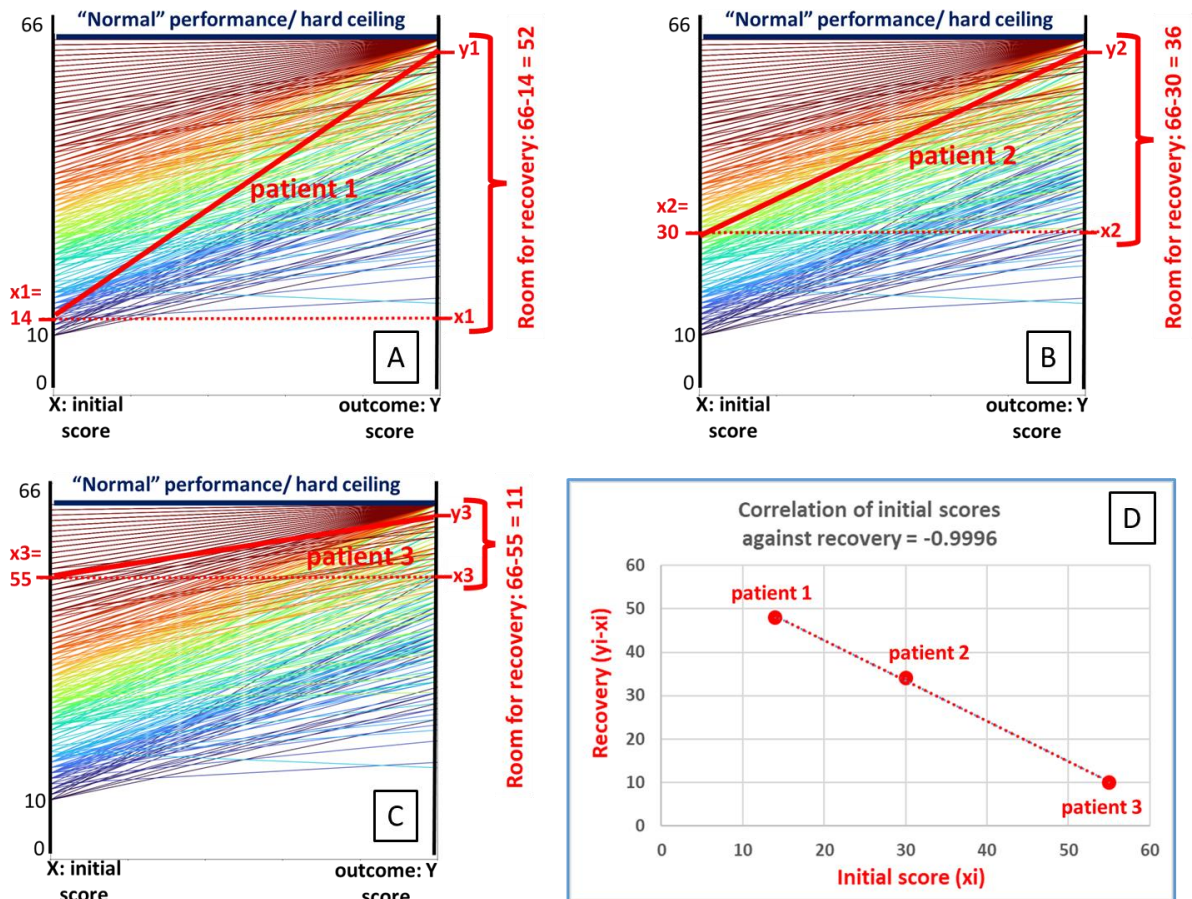 “Normal” performance/ hard ceiling
66
y1
Room for recovery: 66-14 = 52
patient 1
x1=
14
x1
10
A
0
X: initial
score
outcome: Y
score
“Normal” performance/ hard ceiling
66
y2
Room for recovery: 66-30 = 36
patient 2
x2=
30
x2
10
B
0
X: initial
score
outcome: Y
score
“Normal” performance/ hard ceiling
66
y3
Room for recovery: 66-55 = 11
patient 3
x3=
55
x3
10
C
0
X: initial
score
outcome: Y
score
D
Correlation of initial scores
against recovery = -0.9996
60
50
40
30
20
10
0
Recovery (yi-xi)
patient 1
patient 2
patient 3
0 10 20 30 40 50 60
Initial score (xi)